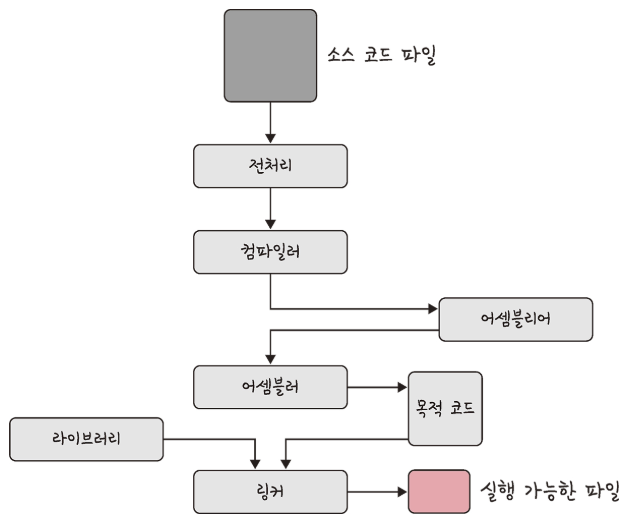 소스 코드 파일
전처리
컴파일러
어셈블리어
어셈블러
목적 코드
라이브러리
링커
실행 가능한 파일